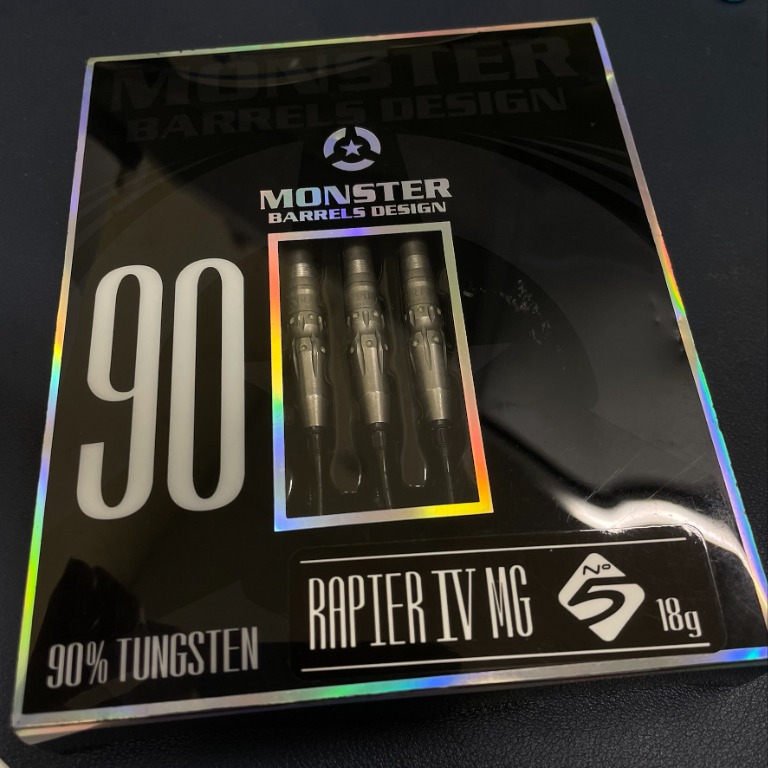 MONSTER
BARRELS DESIGN
MONSTER
BARRELS DESIGN
90
RAPIER IV MG
No
5
18g
90% TUNGSTEN